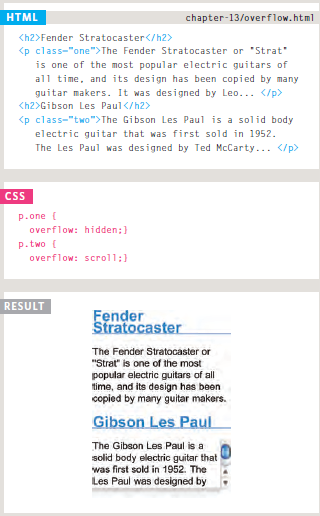 HTML
chapter-13/overflow.html
<h2>Fender Stratocaster</h2>
<p class="one">The Fender Stratocaster or "Strat"
is one of the most popular electric guitars of
all time, and its design has been copied by many
guitar makers. It was designed by Leo... </p>
<h2>Gibson Les Paul</h2>
<p class="two">The Gibson Les Paul is a solid body
electric guitar that was first sold in 1952.
The Les Paul was designed by Ted McCarty... </p>
CSS
p.one {
overflow: hidden;}
p.two {
overflow: scroll;}
RESULT
Fender
Stratocaster
The Fender Stratocaster or
"Strat" is one of the most
popular electric guitars of all
time, and its design has been
copied by many guitar makers.
Gibson Les Paul
The Gibson Les Paul is a
solid body electric guitar that
was first sold in 1952. The
Les Paul was designed by